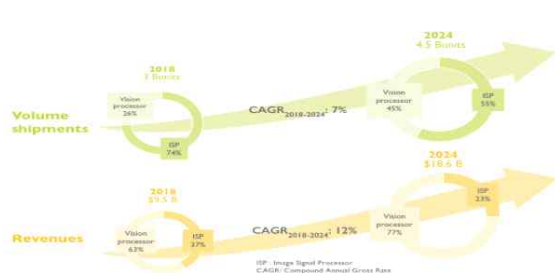 2018
3 Bunits
2024
4.5 Bunits
Vision
processor
26%
ISP
74%
Volume
shipments
CAGR2018-2024: 7%
Vision
processor
45%
ISP
55%
2018
$9.5 B
2024
$18.6 B
Vision
processor
63%
ISP
27%
Revenues
CAGR2018-2024: 12%
Vision
processor
77%
ISP
23%
ISP : Image Signal Processor
CAGR: Compound Annual Gross Rate